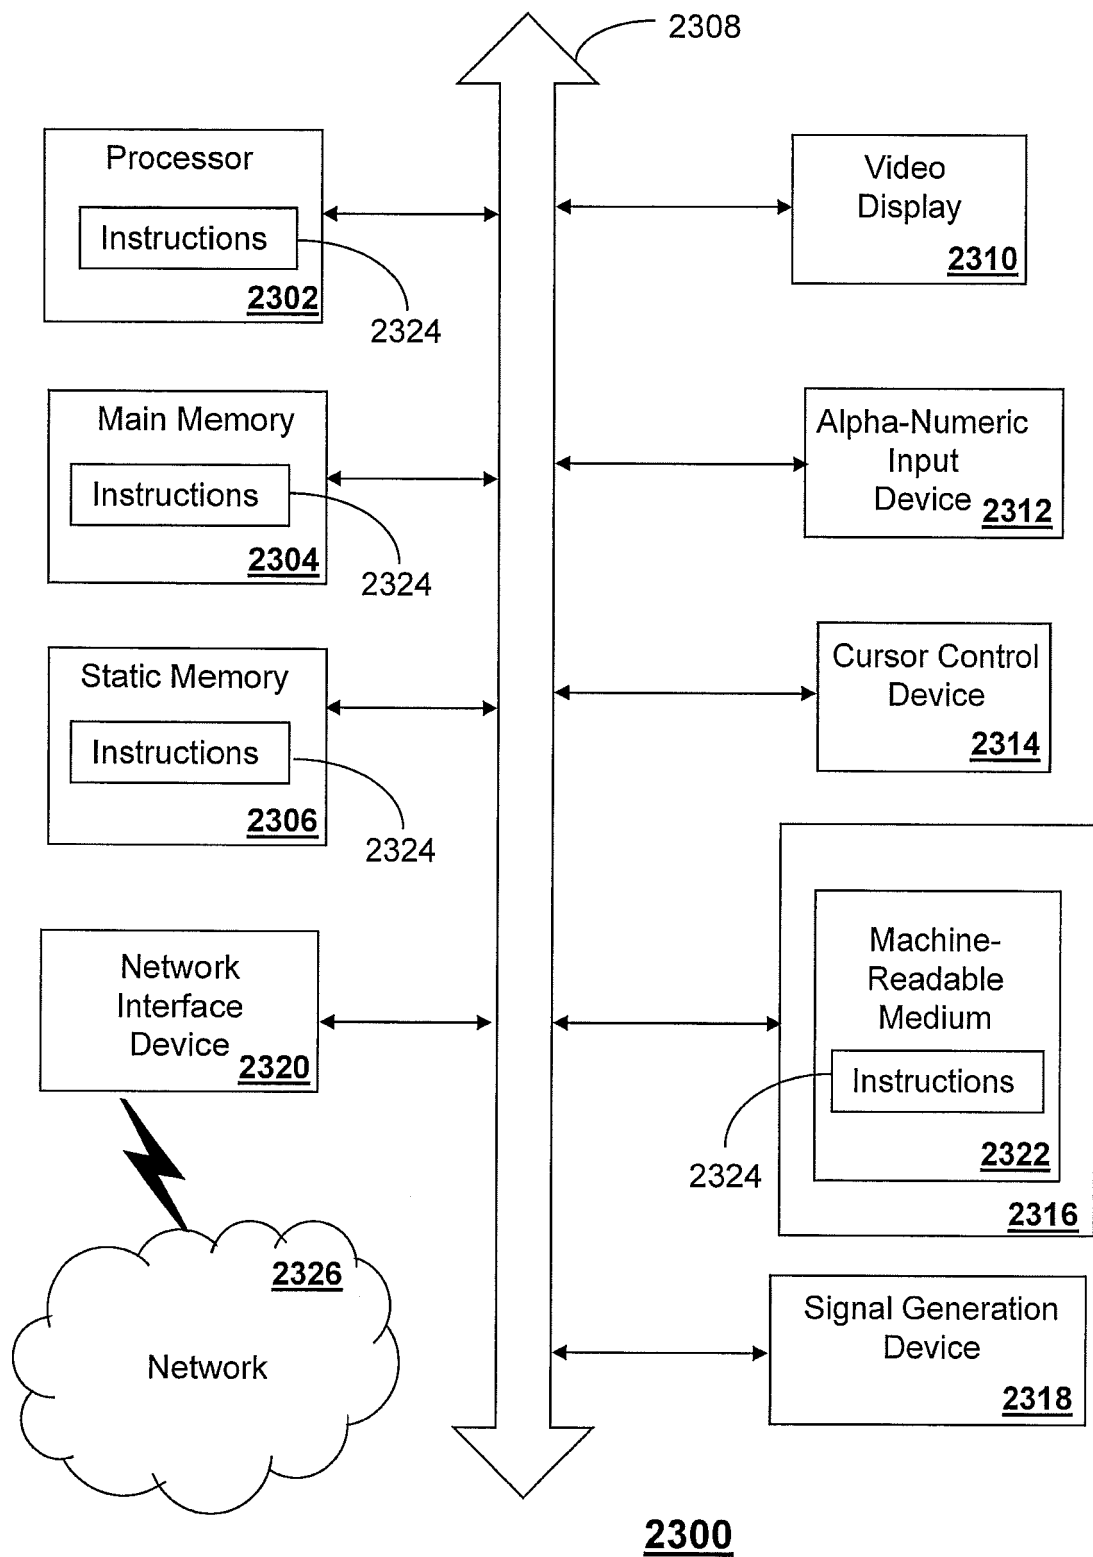 2308
Processor
Instructions
2302
2324
Main Memory
Instructions
2304
2324
Static Memory
Instructions
2306
2324
Network
Interface
Device
2320
2326
Network
Video
Display
2310
Alpha-Numeric
Input
Device
2312
Cursor Control
Device
2314
Machine-
Readable
Medium
Instructions
2324
2322
2316
Signal Generation
Device
2318
2300